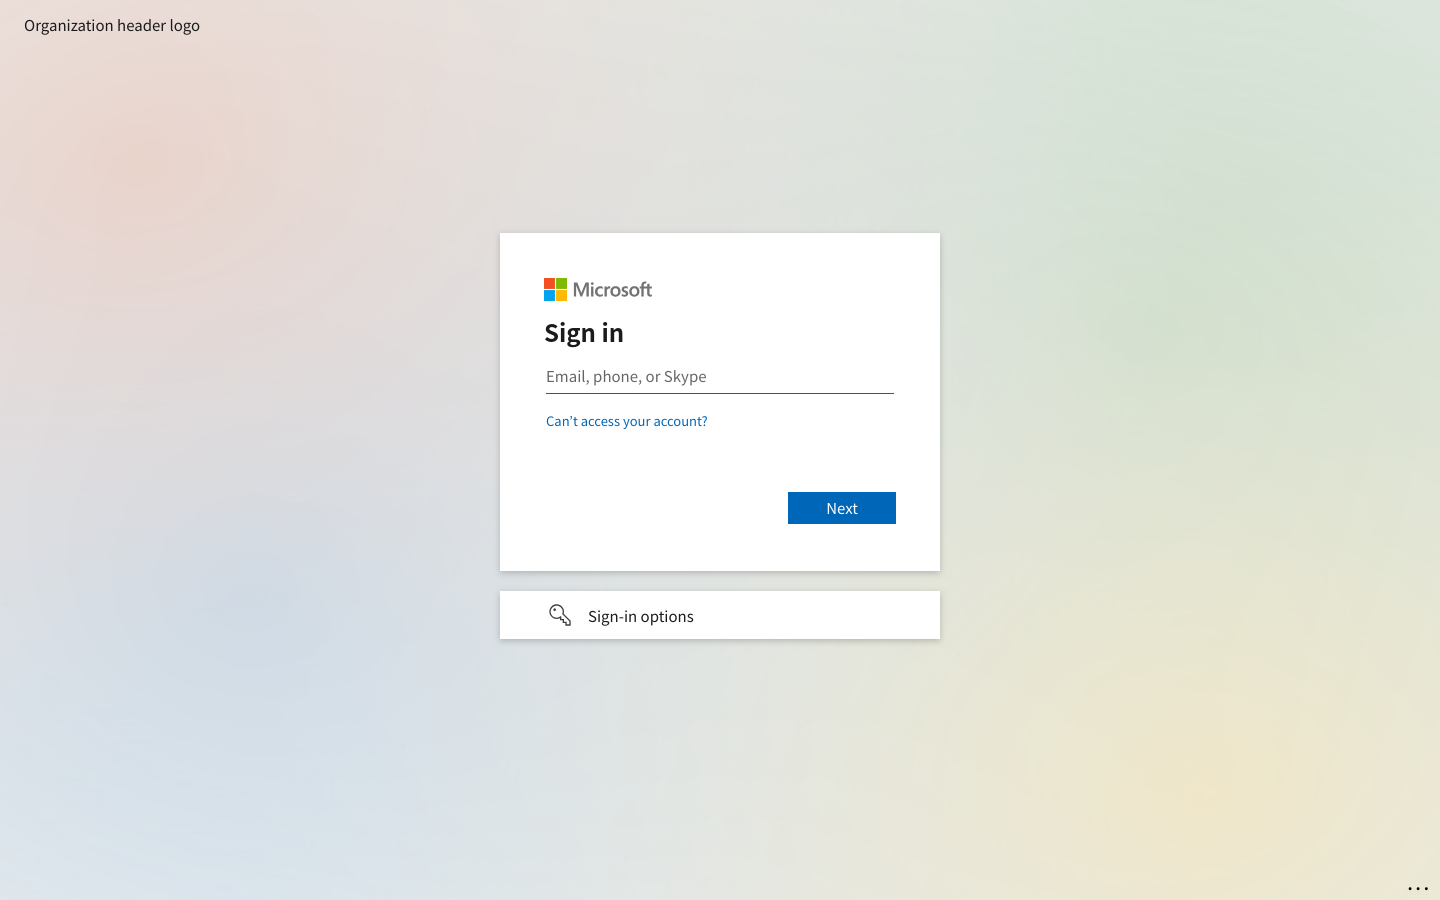 Organization header logo
Microsoft
Sign in
Email, phone, or Skype
Can't access your account?
Next
Sign-in options
...